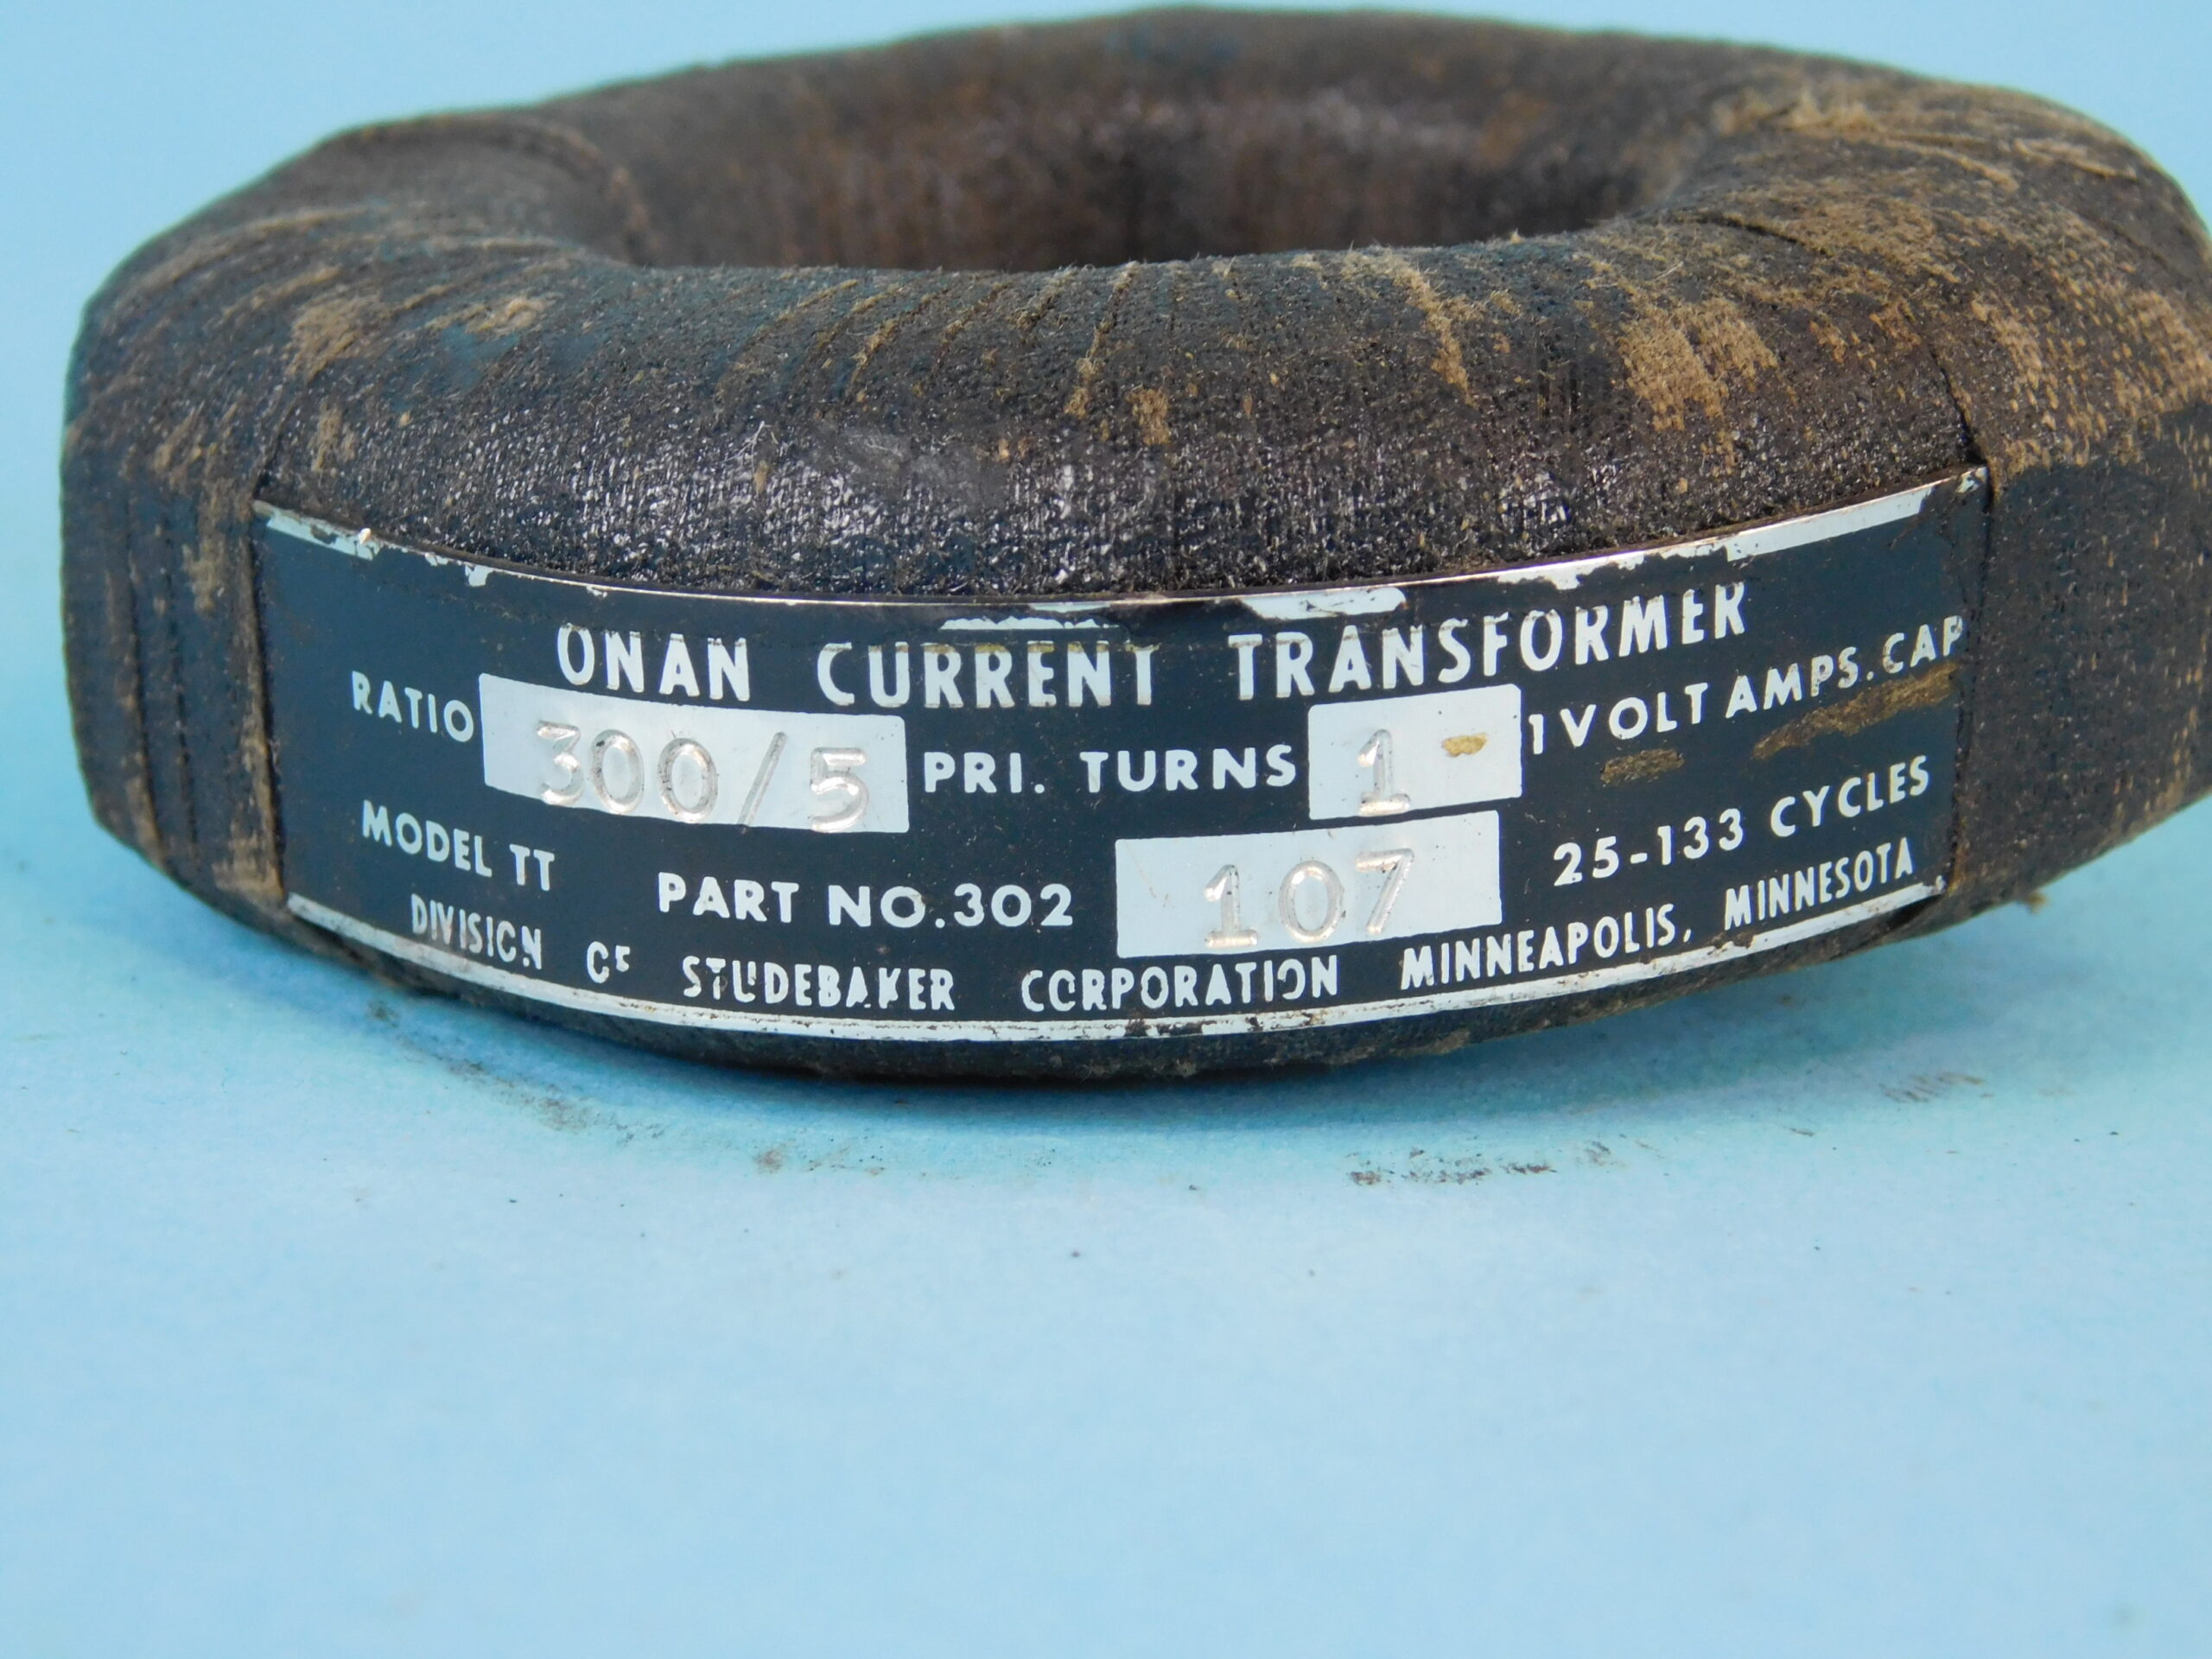 ONAN CURRENT TRANSFORMER
RATIO 300/5 PRI. TURNS 1 - 1 VOLT AMPS. CAP
MODEL TT PART NO. 302 107 25-133 CYCLES
DIVISION OF STUDEBAKER CORPORATION MINNEAPOLIS, MINNESOTA